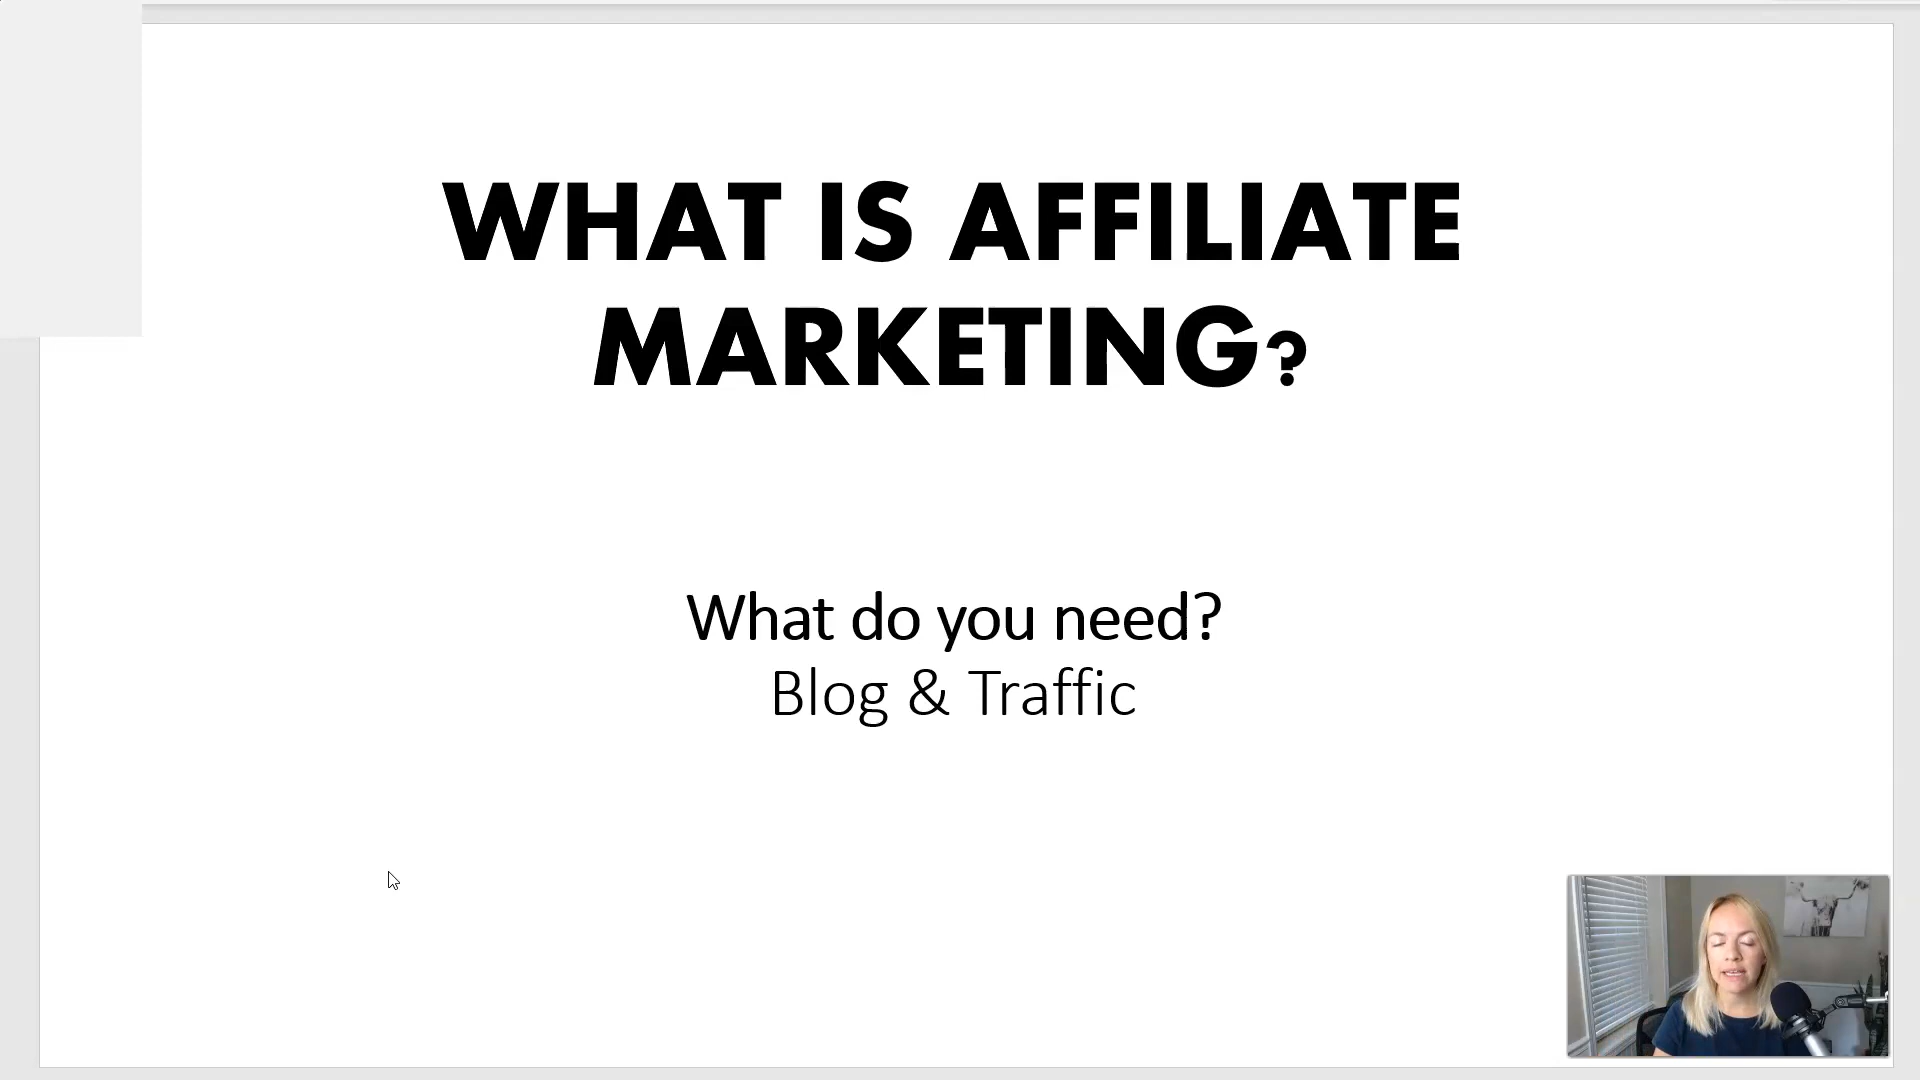 WHAT IS AFFILIATE
MARKETING?
What do you need?
Blog & Traffic